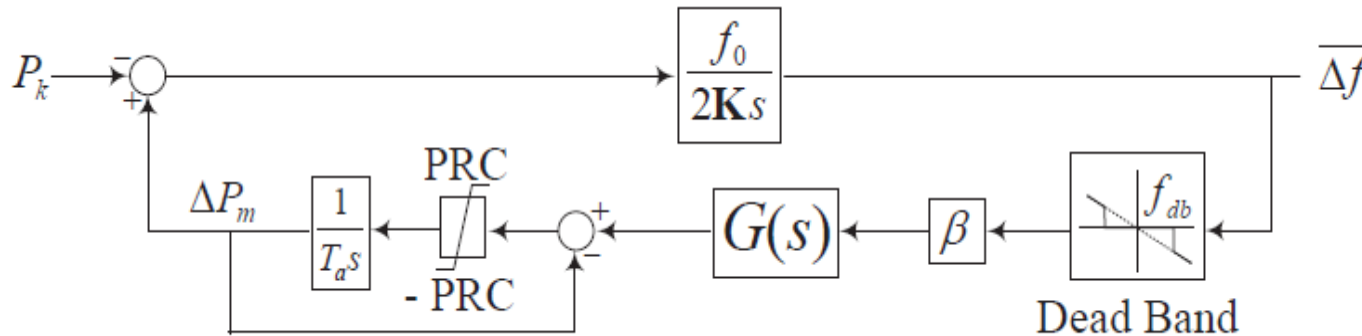 P_k
−
+
f_0
2Ks
Δf̅
PRC
- PRC
ΔP_m
1
T_a s
+
−
G(s)
β
f_db
Dead Band